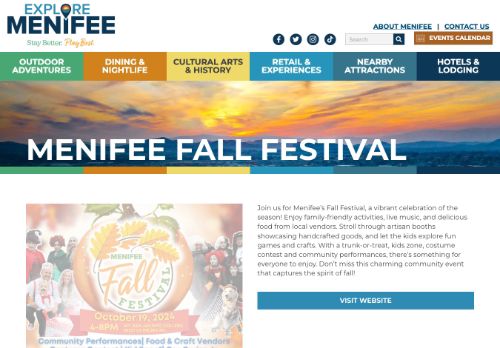 EXPLORE
MENIFEE
Stay Better. Play Best.
ABOUT MENIFEE | CONTACT US
Search
EVENTS CALENDAR
OUTDOOR ADVENTURES
DINING & NIGHTLIFE
CULTURAL ARTS & HISTORY
RETAIL & EXPERIENCES
NEARBY ATTRACTIONS
HOTELS & LODGING
MENIFEE FALL FESTIVAL
Join us for Menifee's Fall Festival, a vibrant celebration of the
season! Enjoy family-friendly activities, live music, and delicious
food from local vendors. Stroll through artisan booths
showcasing handcrafted goods, and let the kids explore fun
games and crafts. With a trunk-or-treat, kids zone, costume
contest and community performances, there's something for
everyone to enjoy. Don't miss this charming community event
that captures the spirit of fall!
VISIT WEBSITE
MENIFEE
Fall
FESTIVAL
October 19, 2024
4-8PM
Community Performances| Food & Craft Vendors